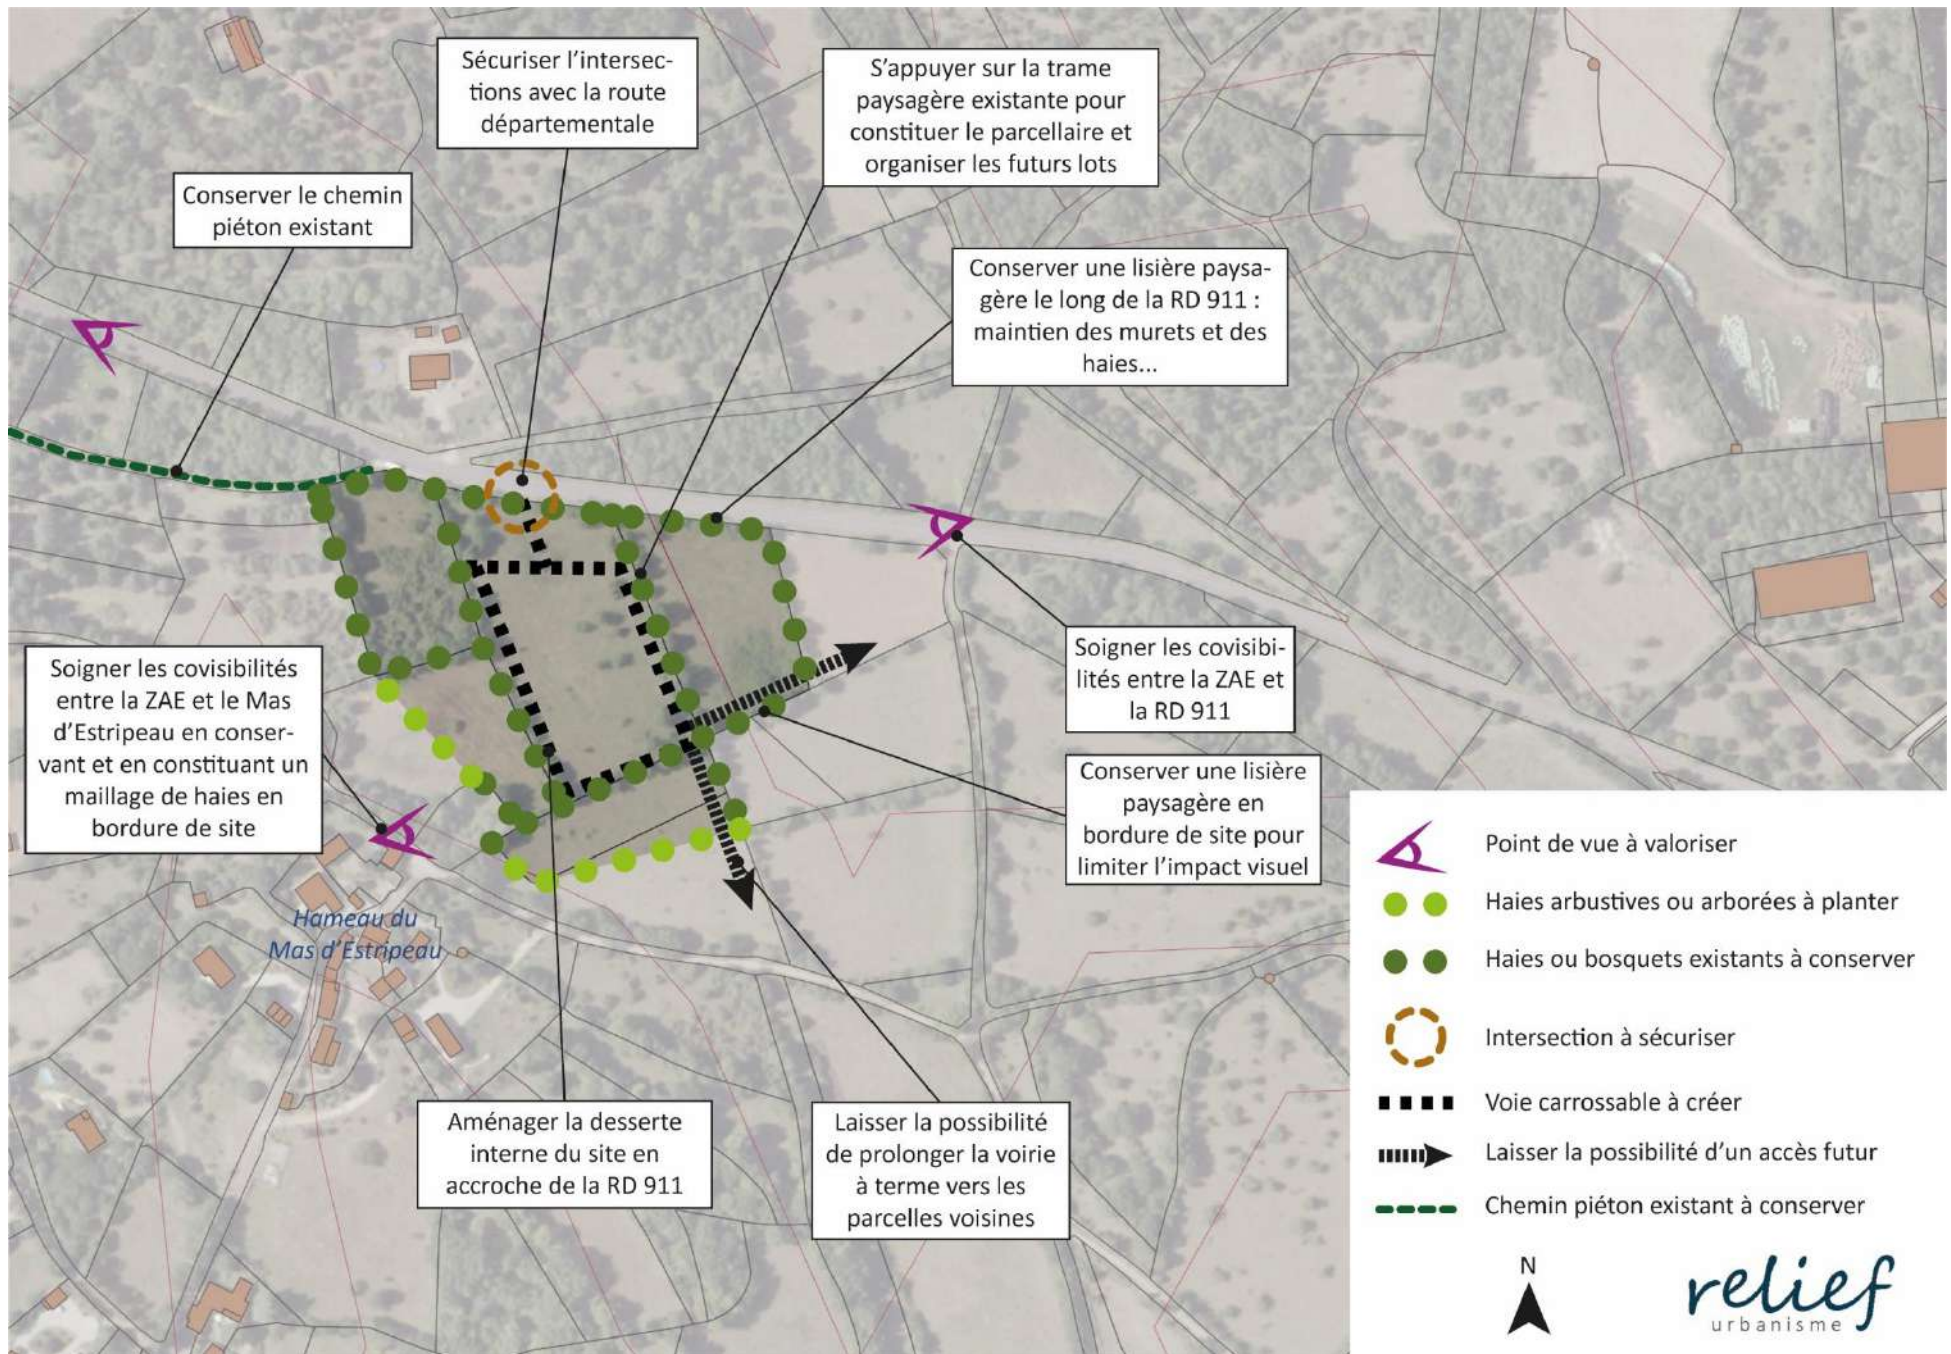 Sécuriser l'intersec-
tions avec la route
départementale
S'appuyer sur la trame
paysagère existante pour
constituer le parcellaire et
organiser les futurs lots
Conserver le chemin
piéton existant
Conserver une lisière paysa-
gère le long de la RD 911 :
maintien des murets et des
haies...
Soigner les covisibilités
entre la ZAE et le Mas
d'Estripeau en conser-
vant et en constituant un
maillage de haies en
bordure de site
Soigner les covisibi-
lités entre la ZAE et
la RD 911
Conserver une lisière
paysagère en
bordure de site pour
limiter l'impact visuel
Hameau du
Mas d'Estripeau
Aménager la desserte
interne du site en
accroche de la RD 911
Laisser la possibilité
de prolonger la voirie
à terme vers les
parcelles voisines
Point de vue à valoriser
Haies arbustives ou arborées à planter
Haies ou bosquets existants à conserver
Intersection à sécuriser
Voie carrossable à créer
Laisser la possibilité d'un accès futur
Chemin piéton existant à conserver
N
relief
urbanisme